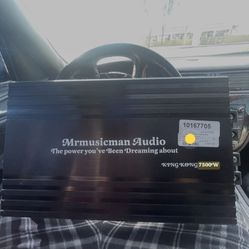 10167705
Mrmusicman Audio
The power you've Been Dreaming about
KING KONG 7500W